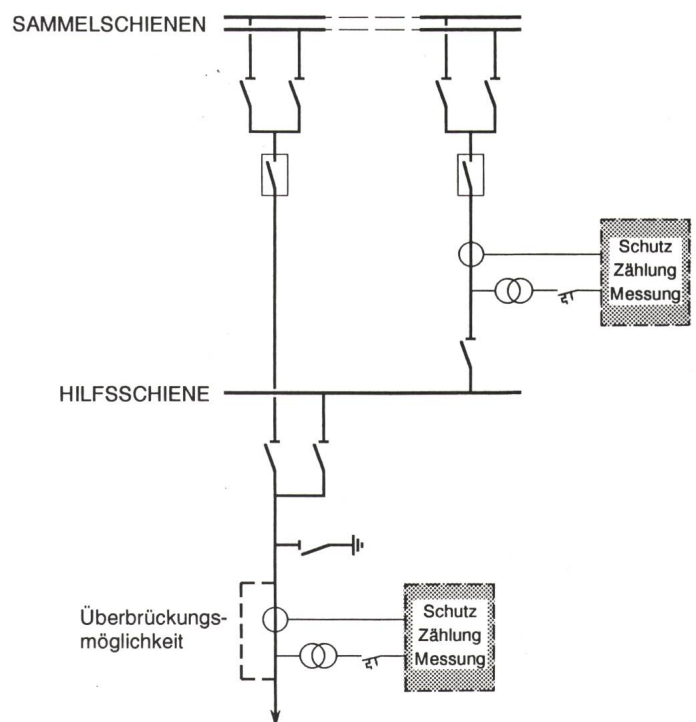 SAMMELSCHIENEN
Schutz
Zählung
Messung
HILFSSCHIENE
Überbrückungs-
möglichkeit
Schutz
Zählung
Messung